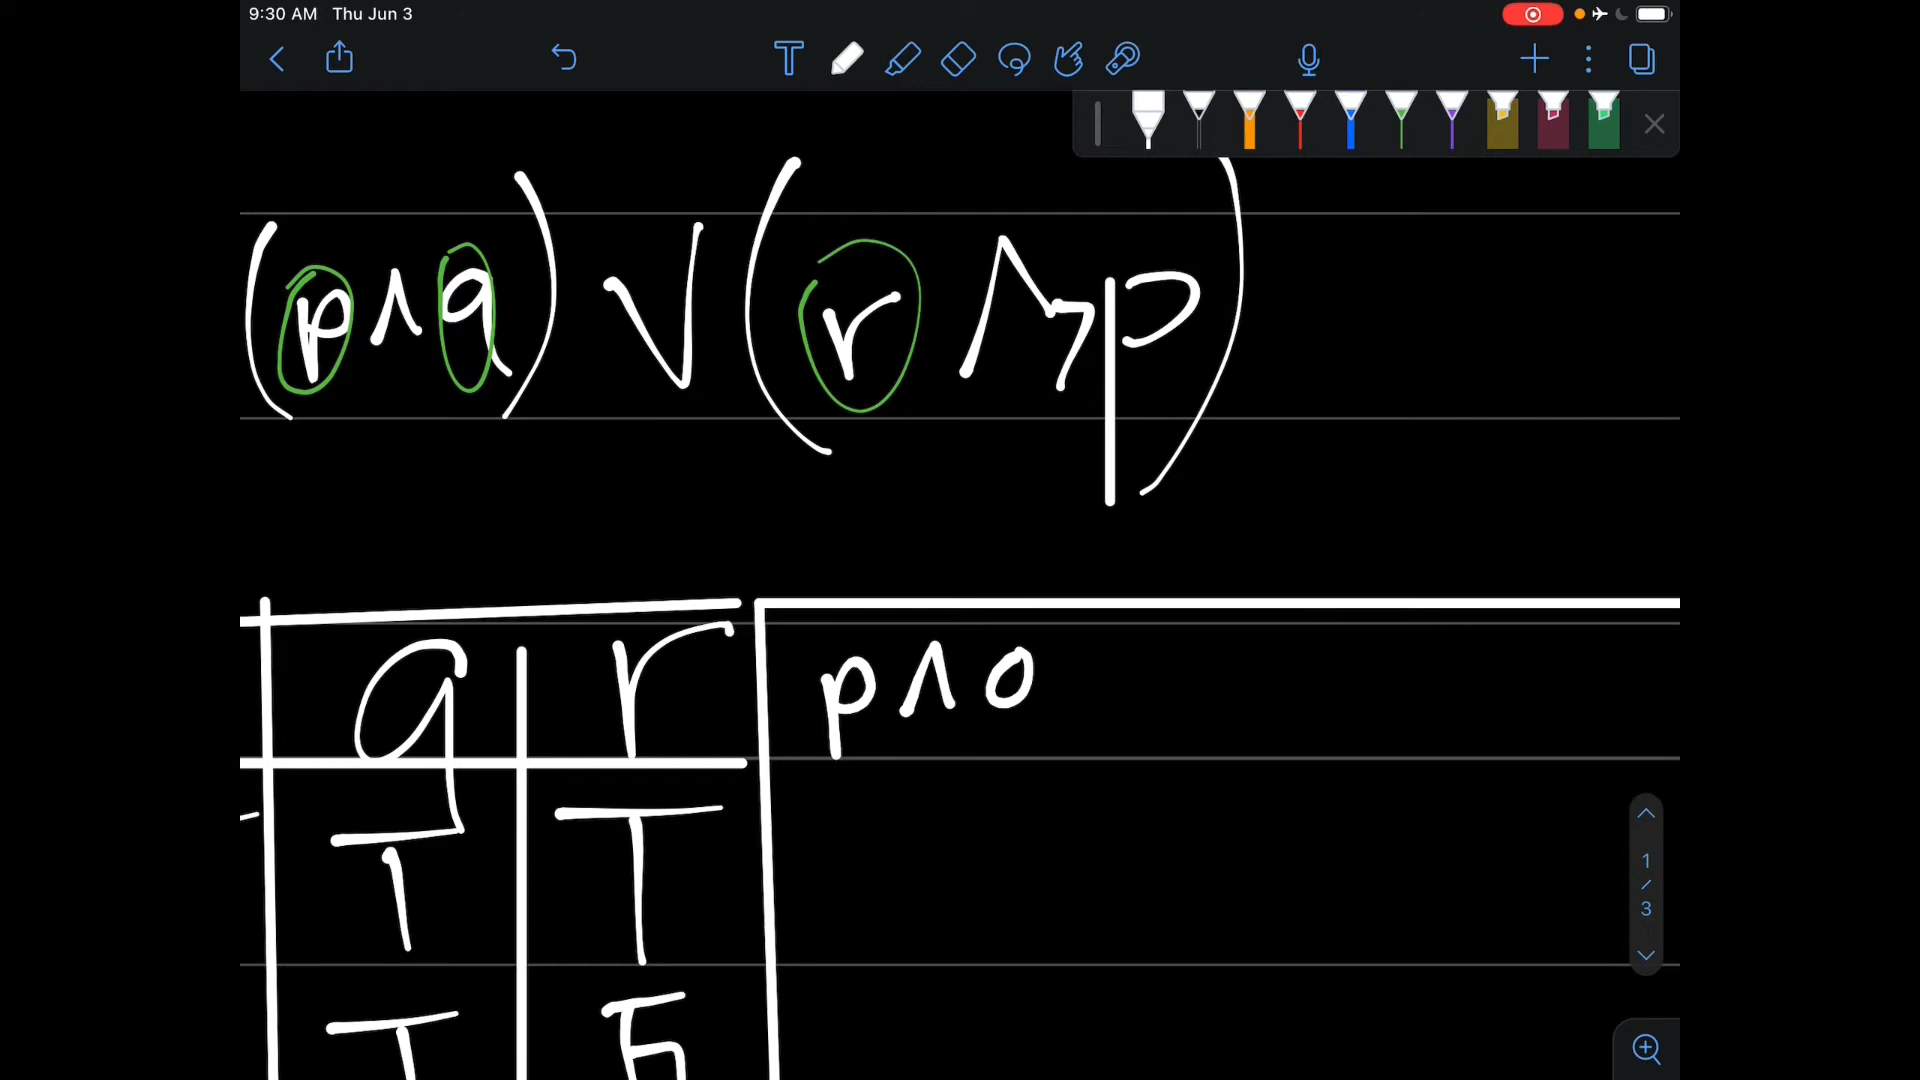 9:30 AM Thu Jun 3
(p∧q)∨(r∧¬p)
q r p∧o
T T
T F
1
/
3